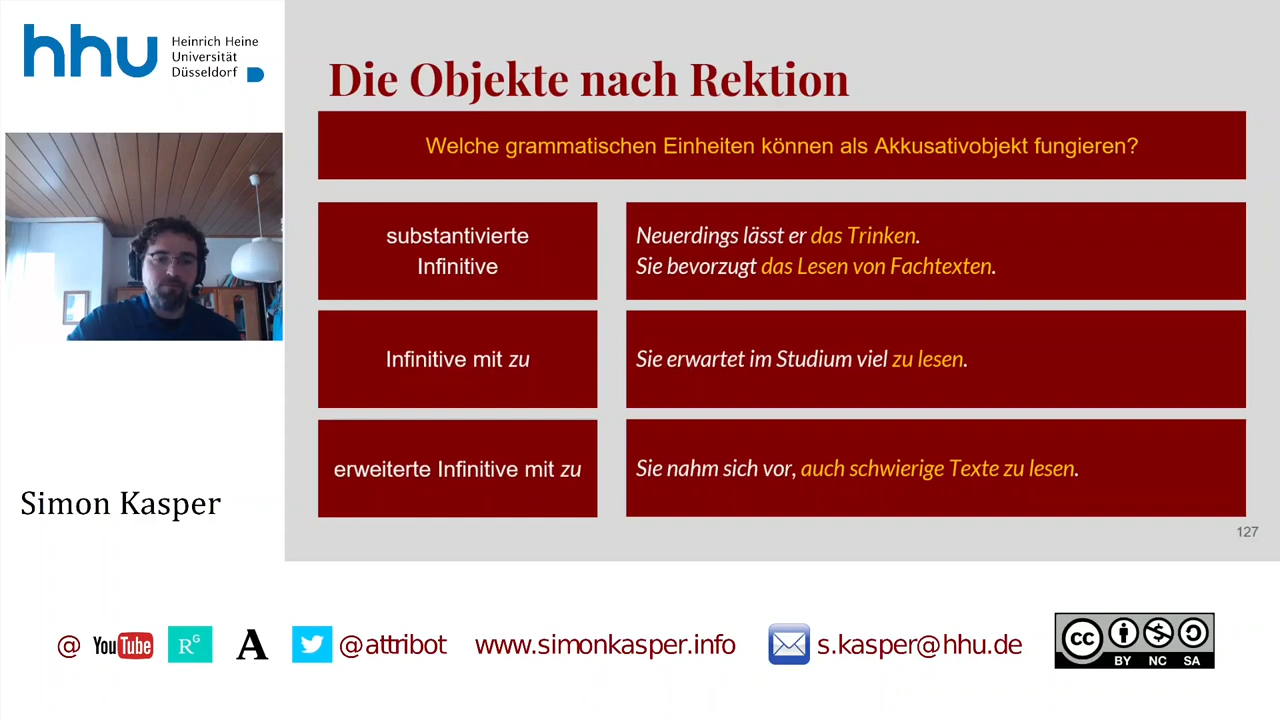 hhu
Heinrich Heine
Universität
Düsseldorf
Die Objekte nach Rektion
Welche grammatischen Einheiten können als Akkusativobjekt fungieren?
substantivierte
Infinitive
Neuerdings lässt er das Trinken.
Sie bevorzugt das Lesen von Fachtexten.
Infinitive mit zu
Sie erwartet im Studium viel zu lesen.
erweiterte Infinitive mit zu
Sie nahm sich vor, auch schwierige Texte zu lesen.
127
Simon Kasper
@ YouTube RG A @attribot www.simonkasper.info s.kasper@hhu.de
cc BY NC SA